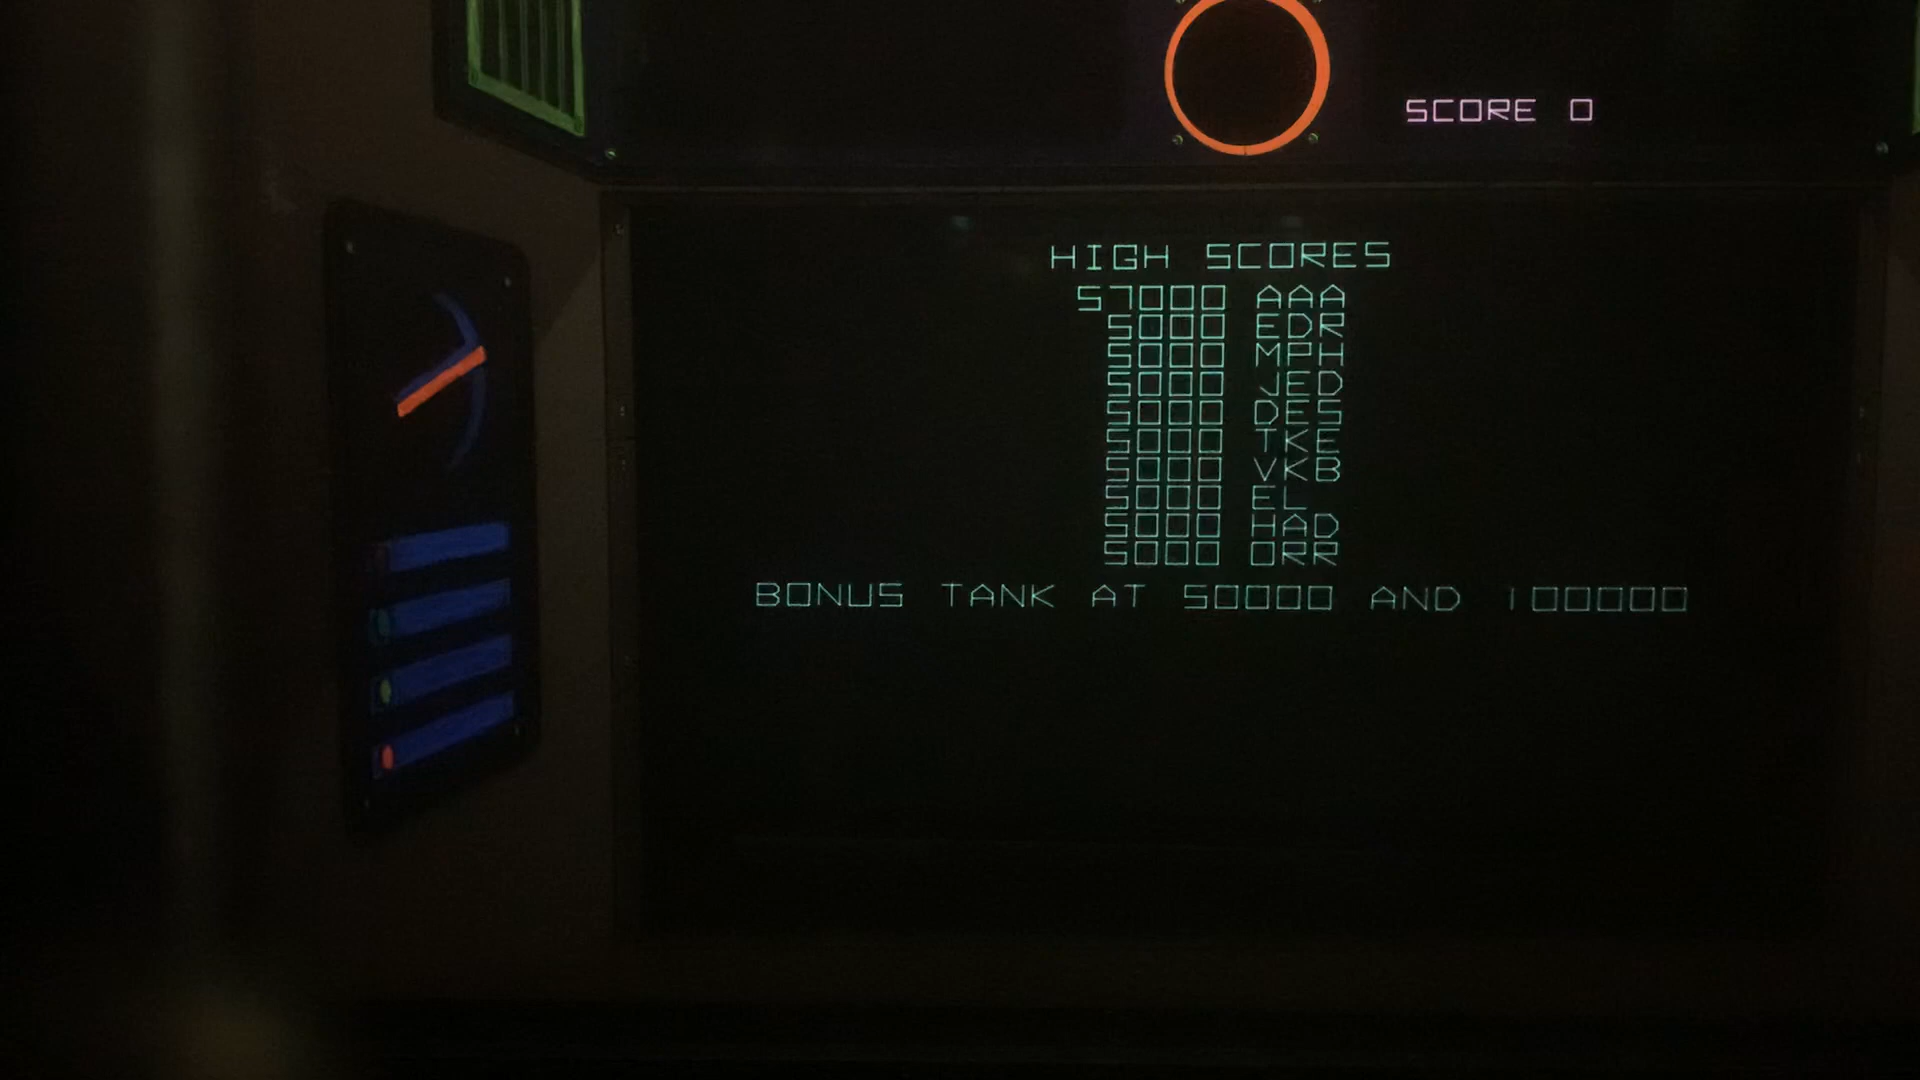 SCORE 0
HIGH SCORES
57000 AAA
5000 EDR
5000 MPH
5000 JED
5000 DES
5000 TKE
5000 VKB
5000 EL
5000 HAD
5000 ORR
BONUS TANK AT 50000 AND 100000